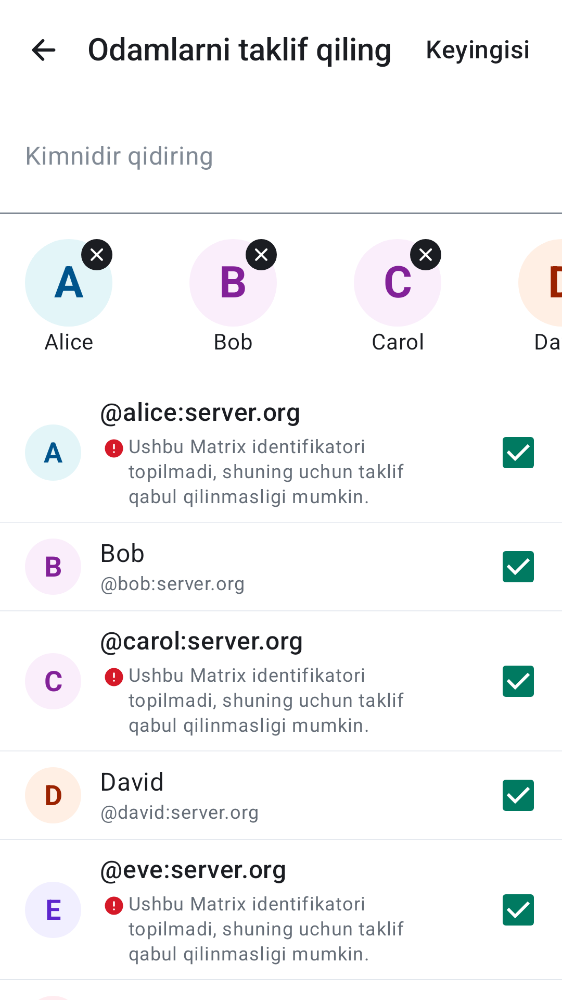 Odamlarni taklif qiling
Keyingisi
Kimnidir qidiring
A
B
C
Alice
Bob
Carol
Da
@alice:server.org
A
Ushbu Matrix identifikatori
topilmadi, shuning uchun taklif
qabul qilinmasligi mumkin.
B
Bob
@bob:server.org
@carol:server.org
C
Ushbu Matrix identifikatori
topilmadi, shuning uchun taklif
qabul qilinmasligi mumkin.
D
David
@david:server.org
@eve:server.org
E
Ushbu Matrix identifikatori
topilmadi, shuning uchun taklif
qabul qilinmasligi mumkin.